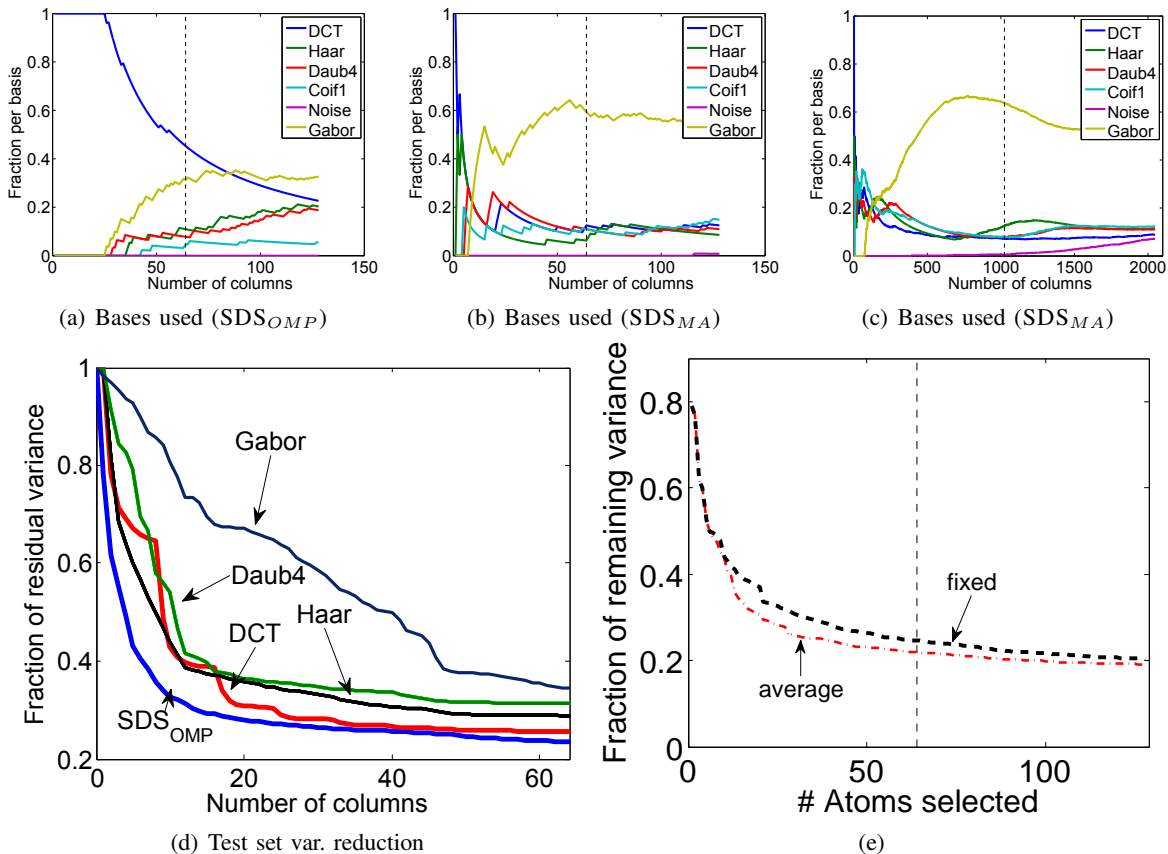 1
0.8
0.6
0.4
0.2
0
Fraction per basis
0 50 100 150
Number of columns
DCT
Haar
Daub4
Coif1
Noise
Gabor
(a) Bases used (SDS_OMP)
1
0.8
0.6
0.4
0.2
0
Fraction per basis
0 50 100 150
Number of columns
DCT
Haar
Daub4
Coif1
Noise
Gabor
(b) Bases used (SDS_MA)
1
0.8
0.6
0.4
0.2
0
Fraction per basis
0 500 1000 1500 2000
Number of columns
DCT
Haar
Daub4
Coif1
Noise
Gabor
(c) Bases used (SDS_MA)
1
0.8
0.6
0.4
0.2
Fraction of residual variance
Gabor
Daub4
Haar
DCT
SDS_OMP
0 20 40 60
Number of columns
(d) Test set var. reduction
0.8
0.6
0.4
0.2
0
Fraction of remaining variance
fixed
average
0 50 100
# Atoms selected
(e)